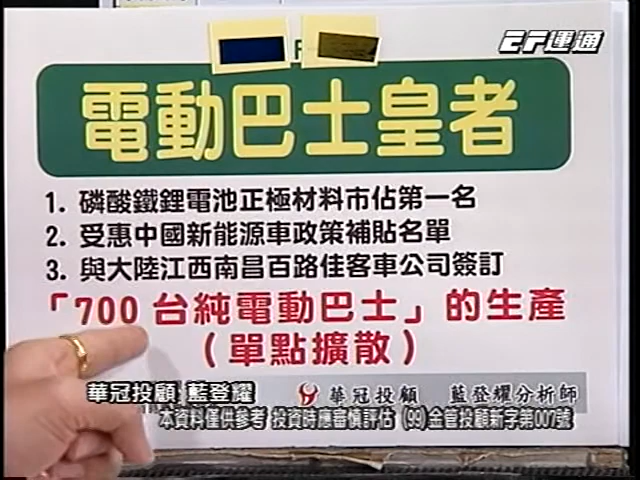 EF運通
電動巴士皇者
1. 磷酸鐵鋰電池正極材料市佔第一名
2. 受惠中國新能源車政策補貼名單
3. 與大陸江西南昌百路佳客車公司簽訂
「700 台純電動巴士」的生產
(單點擴散)
華冠投顧 藍登耀
華冠投顧 藍登耀分析師
本資料僅供參考 投資時應審慎評估 (99)金管投顧新字第007號